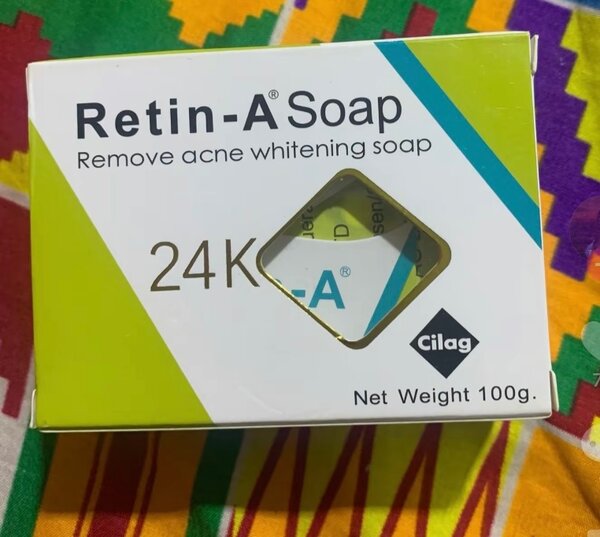 Retin-A® Soap
Remove acne whitening soap
24K
-A®
Cilag
Net Weight 100g.